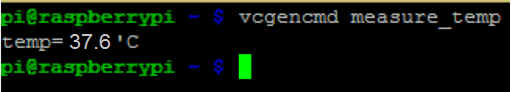 pi@raspberrypi ~ $ vcgencmd measure_temp
temp= 37.6 'C
pi@raspberrypi ~ $